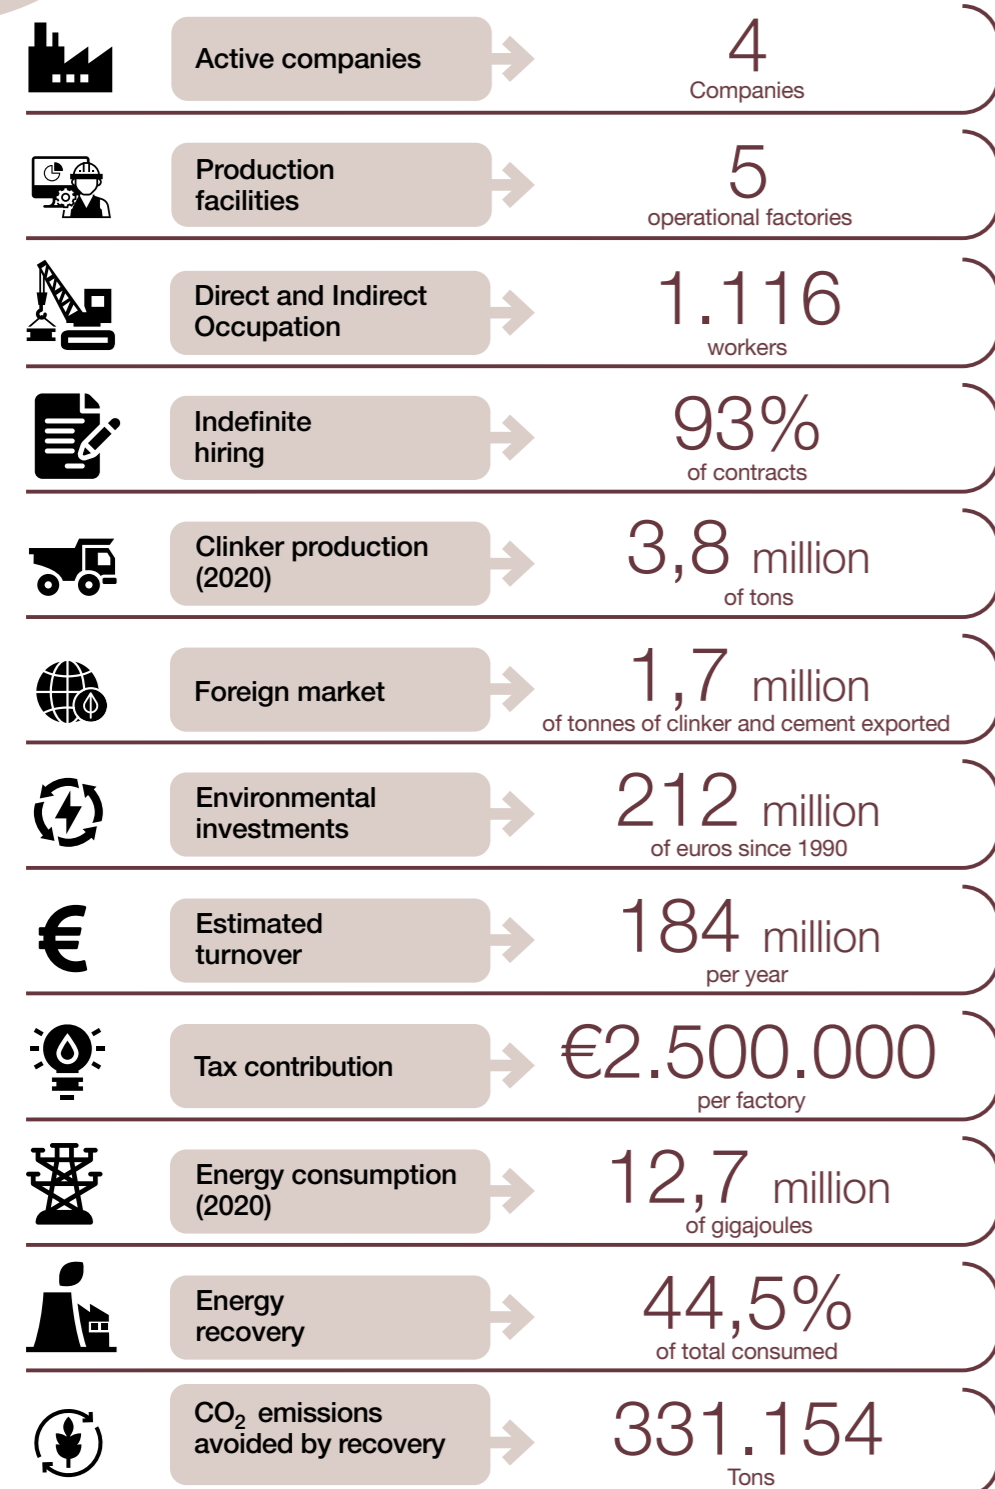 Active companies
4
Companies
Production
facilities
5
operational factories
Direct and Indirect
Occupation
1.116
workers
Indefinite
hiring
93%
of contracts
Clinker production
(2020)
3,8 million
of tons
Foreign market
1,7 million
of tonnes of clinker and cement exported
Environmental
investments
212 million
of euros since 1990
€
Estimated
turnover
184 million
per year
Tax contribution
€2.500.000
per factory
Energy consumption
(2020)
12,7 million
of gigajoules
Energy
recovery
44,5%
of total consumed
CO₂ emissions
avoided by recovery
331.154
Tons